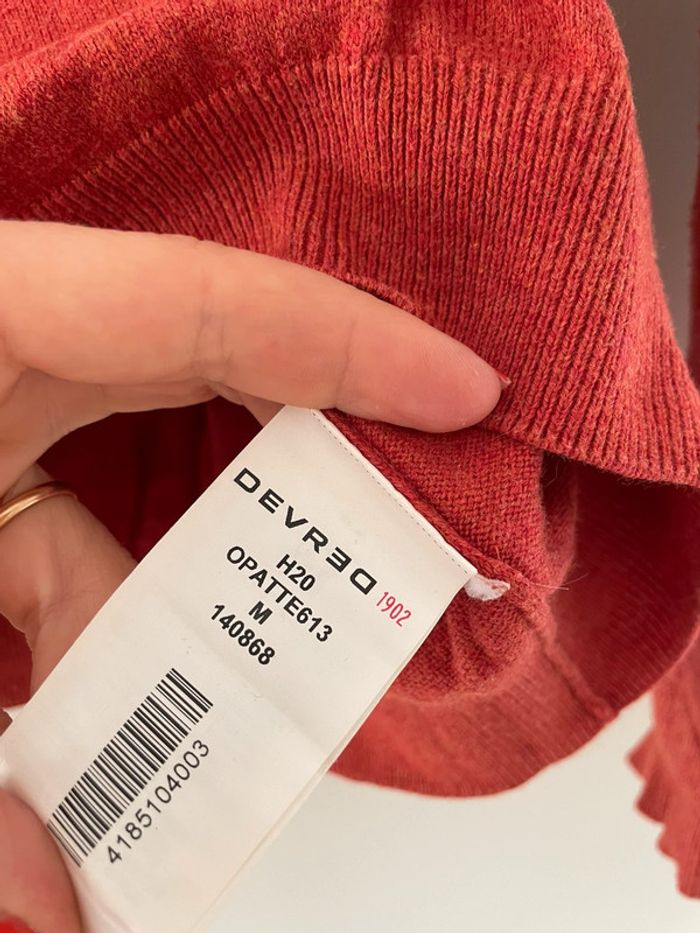 DEVRED 1902
H20
OPATTE613
M
140868
4185104003